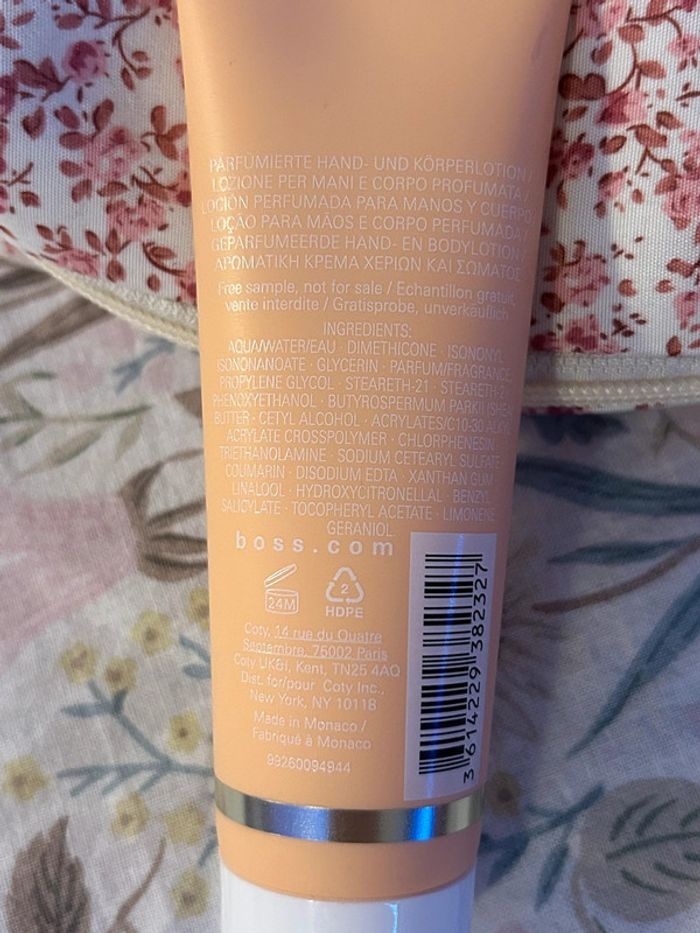 PARFÜMIERTE HAND- UND KÖRPERLOTION /
LOZIONE PER MANI E CORPO PROFUMATA /
LOCIÓN PERFUMADA PARA MANOS Y CUERPO /
LOÇÃO PARA MÃOS E CORPO PERFUMADA /
GEPARFUMEERDE HAND- EN BODYLOTION /
ΑΡΩΜΑΤΙΚΗ ΚΡΕΜΑ ΧΕΡΙΩΝ ΚΑΙ ΣΩΜΑΤΟΣ
Free sample, not for sale / Echantillon gratuit,
vente interdite / Gratisprobe, unverkäuflich
INGREDIENTS:
AQUA/WATER/EAU · DIMETHICONE · ISONONYL
ISONONANOATE · GLYCERIN · PARFUM/FRAGRANCE
PROPYLENE GLYCOL · STEARETH-21 · STEARETH-2
PHENOXYETHANOL · BUTYROSPERMUM PARKII (SHEA)
BUTTER · CETYL ALCOHOL · ACRYLATES/C10-30 ALKYL
ACRYLATE CROSSPOLYMER · CHLORPHENESIN
TRIETHANOLAMINE · SODIUM CETEARYL SULFATE
COUMARIN · DISODIUM EDTA · XANTHAN GUM
LINALOOL · HYDROXYCITRONELLAL · BENZYL
SALICYLATE · TOCOPHERYL ACETATE · LIMONENE
GERANIOL.
boss.com
24M
2
HDPE
Coty, 14 rue du Quatre
Septembre, 75002 Paris
Coty UK&I, Kent, TN25 4AQ
Dist. for/pour Coty Inc.,
New York, NY 10118
Made in Monaco /
Fabriqué à Monaco
99260094944
3 614229 382327